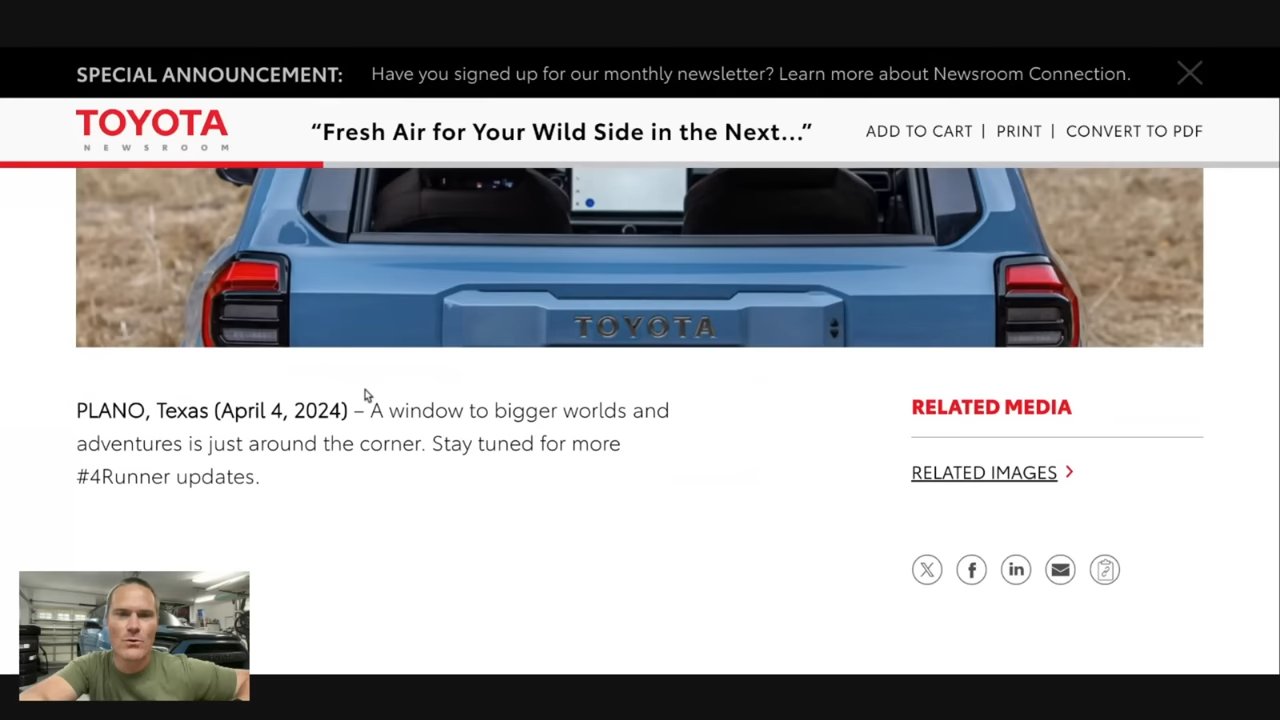 SPECIAL ANNOUNCEMENT: Have you signed up for our monthly newsletter? Learn more about Newsroom Connection.
TOYOTA
NEWSROOM
“Fresh Air for Your Wild Side in the Next...”
ADD TO CART | PRINT | CONVERT TO PDF
TOYOTA
PLANO, Texas (April 4, 2024) – A window to bigger worlds and
adventures is just around the corner. Stay tuned for more
#4Runner updates.
RELATED MEDIA
RELATED IMAGES